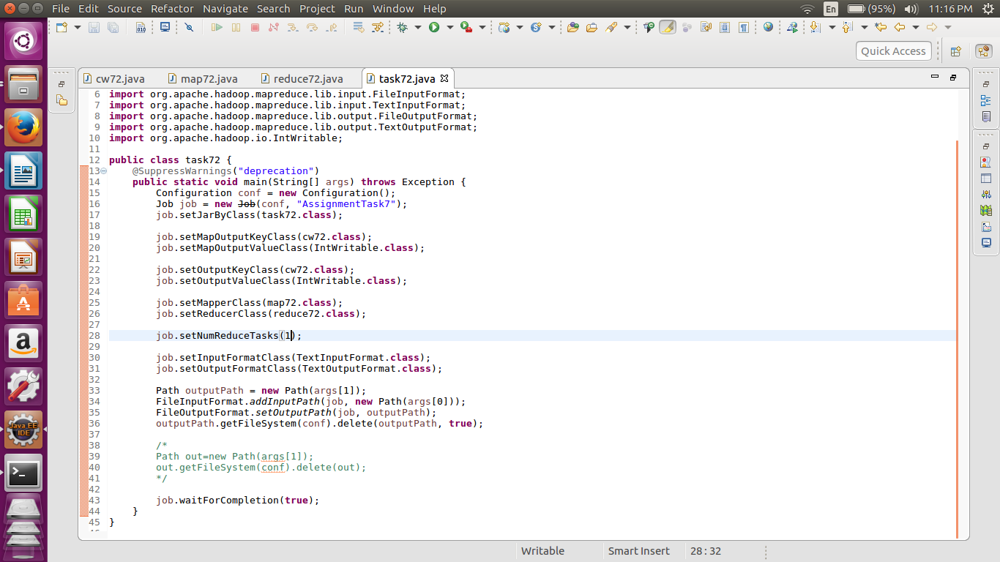 File Edit Source Refactor Navigate Search Project Run Window Help
En (95%) 11:16 PM
Quick Access
cw72.java map72.java reduce72.java task72.java
6 import org.apache.hadoop.mapreduce.lib.input.FileInputFormat;
7 import org.apache.hadoop.mapreduce.lib.input.TextInputFormat;
8 import org.apache.hadoop.mapreduce.lib.output.FileOutputFormat;
9 import org.apache.hadoop.mapreduce.lib.output.TextOutputFormat;
10 import org.apache.hadoop.io.IntWritable;
11
12 public class task72 {
13 @SuppressWarnings("deprecation")
14 public static void main(String[] args) throws Exception {
15 Configuration conf = new Configuration();
16 Job job = new Job(conf, "AssignmentTask7");
17 job.setJarByClass(task72.class);
18
19 job.setMapOutputKeyClass(cw72.class);
20 job.setMapOutputValueClass(IntWritable.class);
21
22 job.setOutputKeyClass(cw72.class);
23 job.setOutputValueClass(IntWritable.class);
24
25 job.setMapperClass(map72.class);
26 job.setReducerClass(reduce72.class);
27
28 job.setNumReduceTasks(1);
29
30 job.setInputFormatClass(TextInputFormat.class);
31 job.setOutputFormatClass(TextOutputFormat.class);
32
33 Path outputPath = new Path(args[1]);
34 FileInputFormat.addInputPath(job, new Path(args[0]));
35 FileOutputFormat.setOutputPath(job, outputPath);
36 outputPath.getFileSystem(conf).delete(outputPath, true);
37
38 /*
39 Path out=new Path(args[1]);
40 out.getFileSystem(conf).delete(out);
41 */
42
43 job.waitForCompletion(true);
44 }
45 }
Java EE
IDE
Writable Smart Insert 28 : 32